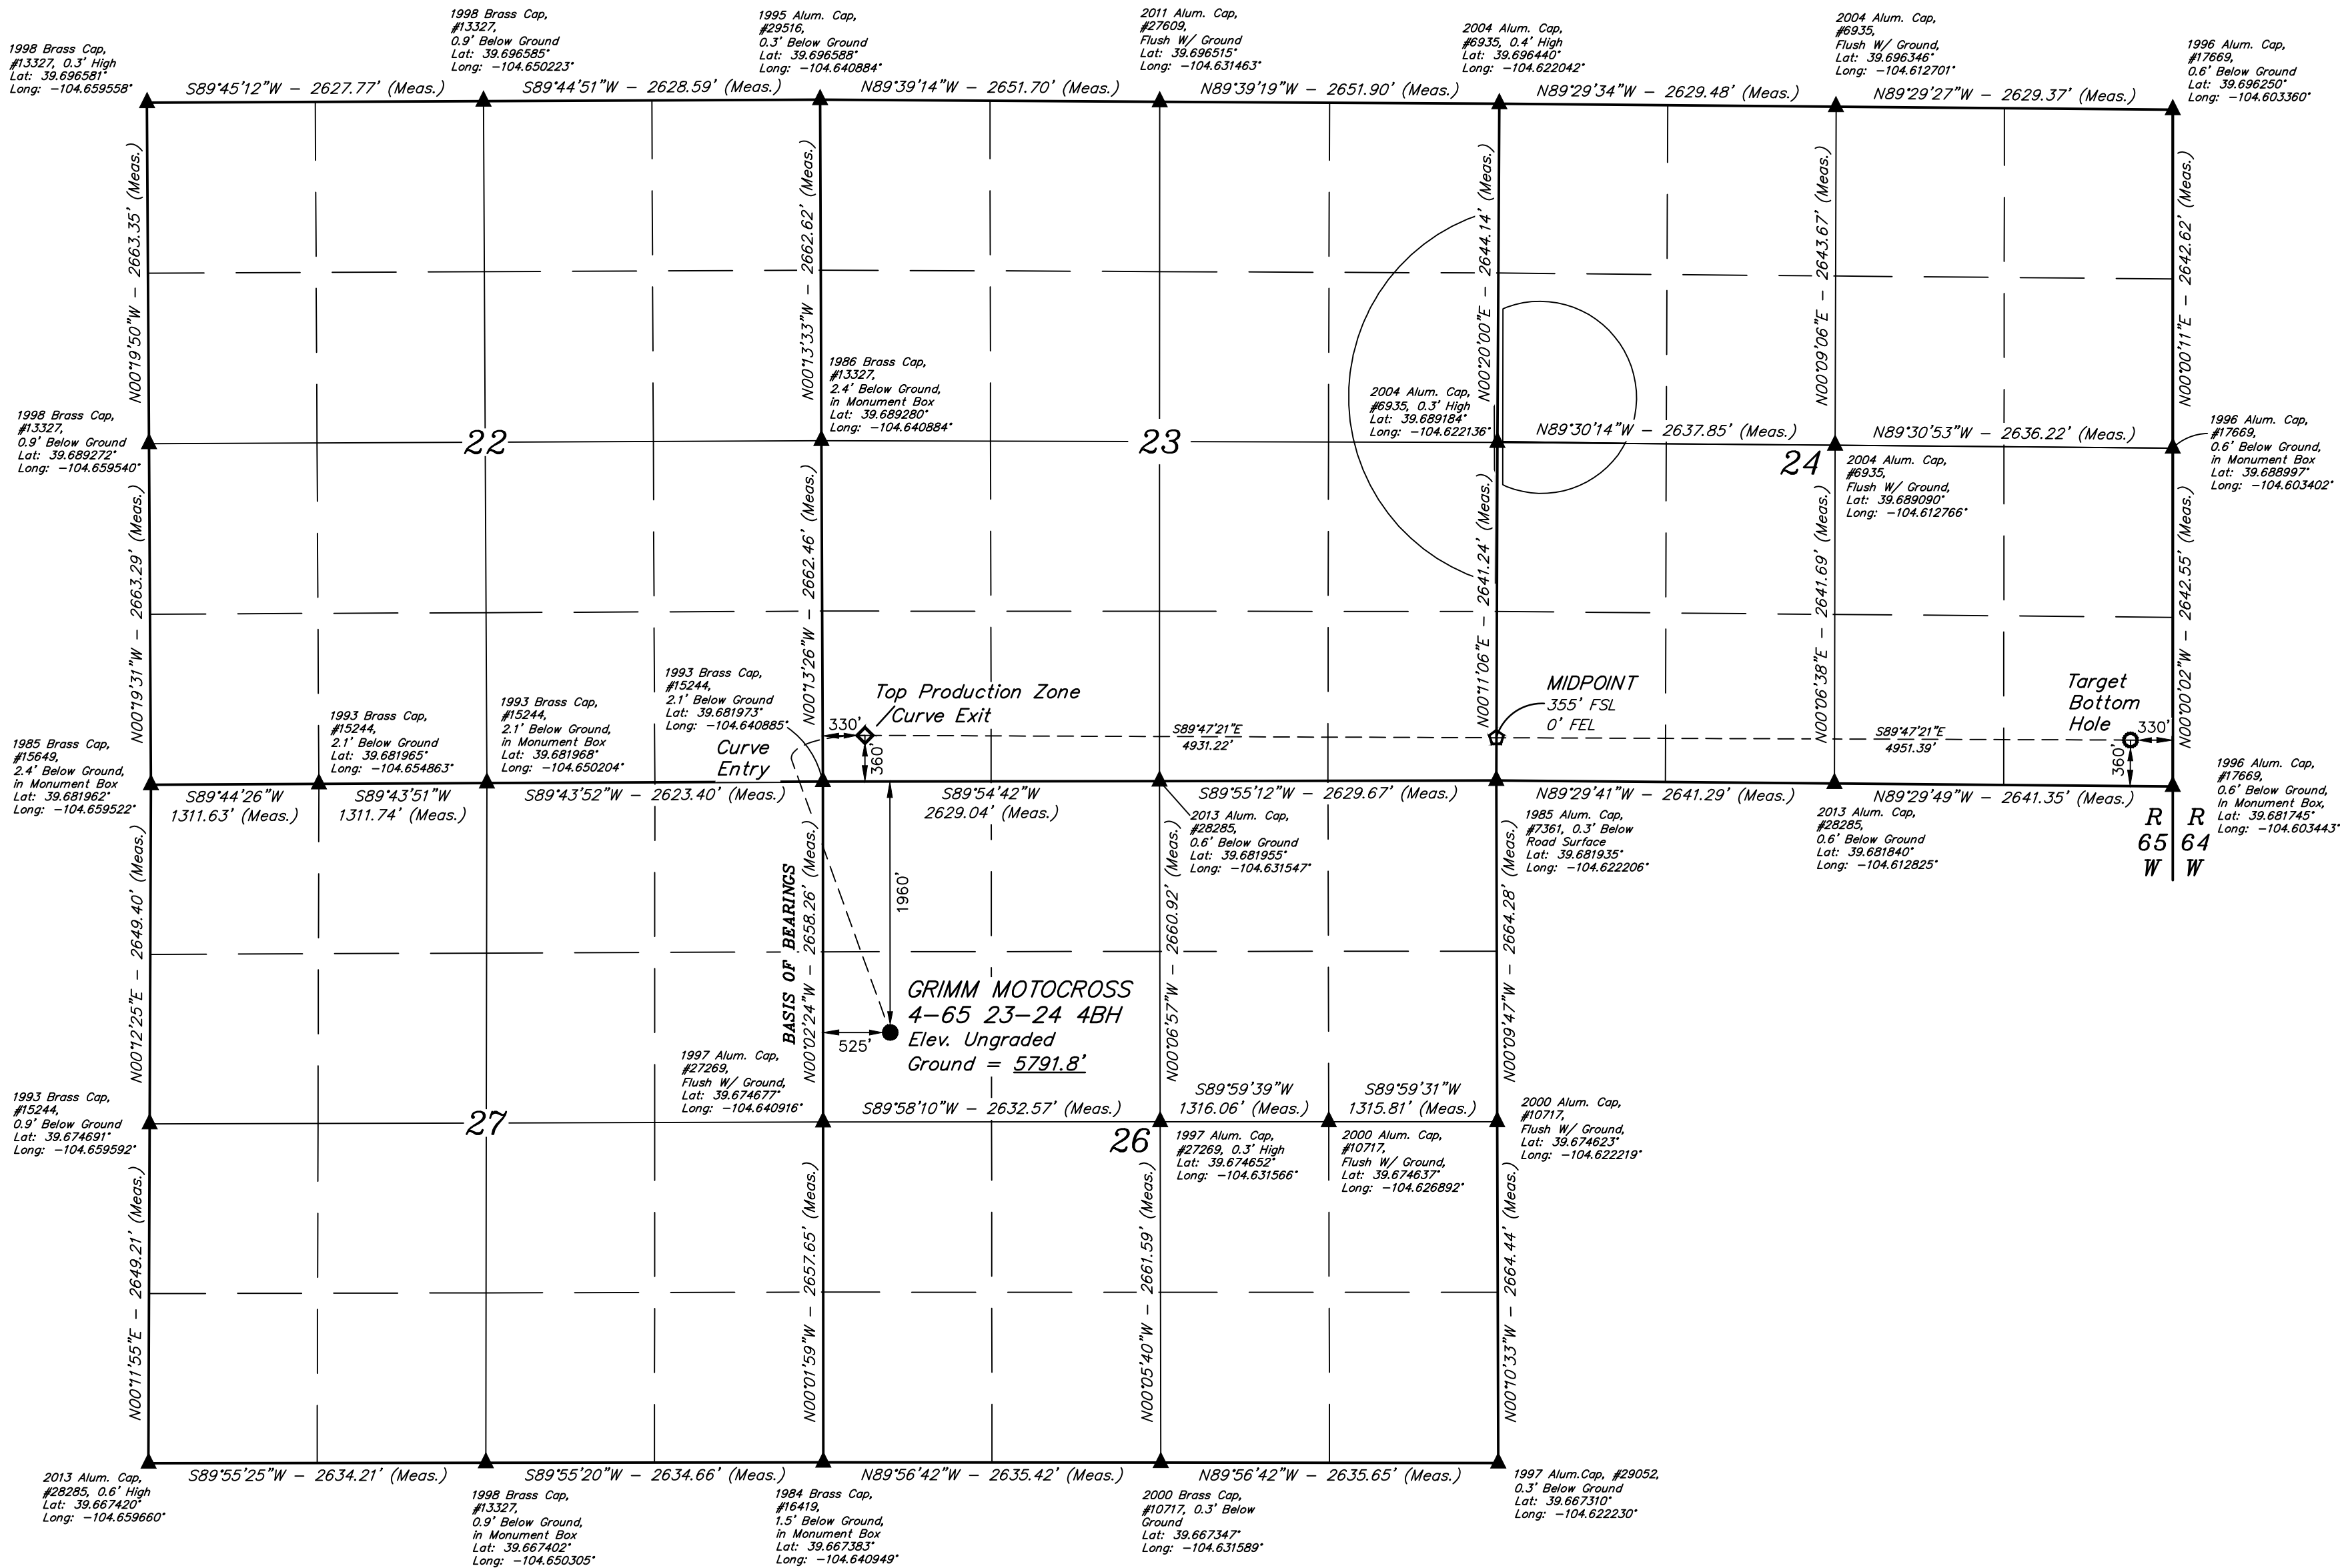 1998 Brass Cap,
#13327, 0.3' High
Lat: 39.696581°
Long: -104.659558°
1998 Brass Cap,
#13327,
0.9' Below Ground
Lat: 39.696585°
Long: -104.650223°
1995 Alum. Cap,
#29516,
0.3' Below Ground
Lat: 39.696588°
Long: -104.640884°
2011 Alum. Cap,
#27609,
Flush W/ Ground
Lat: 39.696515°
Long: -104.631463°
2004 Alum. Cap,
#6935, 0.4' High
Lat: 39.696440°
Long: -104.622042°
2004 Alum. Cap,
#6935,
Flush W/ Ground,
Lat: 39.696346°
Long: -104.612701°
1996 Alum. Cap,
#17669,
0.6' Below Ground
Lat: 39.696250°
Long: -104.603360°
S89°45'12"W - 2627.77' (Meas.)
S89°44'51"W - 2628.59' (Meas.)
N89°39'14"W - 2651.70' (Meas.)
N89°39'19"W - 2651.90' (Meas.)
N89°29'34"W - 2629.48' (Meas.)
N89°29'27"W - 2629.37' (Meas.)
N00°19'50"W - 2663.35' (Meas.)
N00°13'33"W - 2662.62' (Meas.)
N00°20'00"E - 2644.14' (Meas.)
N00°09'06"E - 2643.67' (Meas.)
N00°00'11"E - 2642.62' (Meas.)
1998 Brass Cap,
#13327,
0.9' Below Ground
Lat: 39.689272°
Long: -104.659540°
22
1986 Brass Cap,
#13327,
2.4' Below Ground,
in Monument Box
Lat: 39.689280°
Long: -104.640884°
23
2004 Alum. Cap,
#6935, 0.3' High
Lat: 39.689184°
Long: -104.622136°
N89°30'14"W - 2637.85' (Meas.)
24
N89°30'53"W - 2636.22' (Meas.)
2004 Alum. Cap,
#6935,
Flush W/ Ground,
Lat: 39.689090°
Long: -104.612766°
1996 Alum. Cap,
#17669,
0.6' Below Ground,
in Monument Box
Lat: 39.688997°
Long: -104.603402°
N00°19'31"W - 2663.29' (Meas.)
N00°13'26"W - 2662.46' (Meas.)
N00°11'06"E - 2641.24' (Meas.)
N00°06'38"E - 2641.69' (Meas.)
N00°00'02"W - 2642.55' (Meas.)
1985 Brass Cap,
#15649,
2.4' Below Ground,
in Monument Box
Lat: 39.681962°
Long: -104.659522°
1993 Brass Cap,
#15244,
2.1' Below Ground
Lat: 39.681965°
Long: -104.654863°
1993 Brass Cap,
#15244,
2.1' Below Ground,
in Monument Box
Lat: 39.681968°
Long: -104.650204°
1993 Brass Cap,
#15244,
2.1' Below Ground
Lat: 39.681973°
Long: -104.640885°
Curve
Entry
Top Production Zone
/Curve Exit
330'
360'
S89°47'21"E
4931.22'
MIDPOINT
355' FSL
0' FEL
S89°47'21"E
4951.39'
Target
Bottom
Hole
330'
360'
S89°44'26"W
1311.63' (Meas.)
S89°43'51"W
1311.74' (Meas.)
S89°43'52"W - 2623.40' (Meas.)
S89°54'42"W
2629.04' (Meas.)
S89°55'12"W - 2629.67' (Meas.)
N89°29'41"W - 2641.29' (Meas.)
N89°29'49"W - 2641.35' (Meas.)
2013 Alum. Cap,
#28285,
0.6' Below Ground
Lat: 39.681955°
Long: -104.631547°
1985 Alum. Cap,
#7361, 0.3' Below
Road Surface
Lat: 39.681935°
Long: -104.622206°
2013 Alum. Cap,
#28285,
0.6' Below Ground
Lat: 39.681840°
Long: -104.612825°
1996 Alum. Cap,
#17669,
0.6' Below Ground,
In Monument Box,
Lat: 39.681745°
Long: -104.603443°
R
65
W
R
64
W
N00°12'25"E - 2649.40' (Meas.)
BASIS OF BEARINGS
N00°02'24"W - 2658.26' (Meas.)
1960'
525'
N00°06'57"W - 2660.92' (Meas.)
N00°09'47"W - 2664.28' (Meas.)
GRIMM MOTOCROSS
4-65 23-24 4BH
Elev. Ungraded
Ground = 5791.8'
1993 Brass Cap,
#15244,
0.9' Below Ground
Lat: 39.674691°
Long: -104.659592°
27
1997 Alum. Cap,
#27269,
Flush W/ Ground,
Lat: 39.674677°
Long: -104.640916°
S89°58'10"W - 2632.57' (Meas.)
26
S89°59'39"W
1316.06' (Meas.)
S89°59'31"W
1315.81' (Meas.)
1997 Alum. Cap,
#27269, 0.3' High
Lat: 39.674652°
Long: -104.631566°
2000 Alum. Cap,
#10717,
Flush W/ Ground,
Lat: 39.674637°
Long: -104.626892°
2000 Alum. Cap,
#10717,
Flush W/ Ground,
Lat: 39.674623°
Long: -104.622219°
N00°11'55"E - 2649.21' (Meas.)
N00°01'59"W - 2657.65' (Meas.)
N00°05'40"W - 2661.59' (Meas.)
N00°10'33"W - 2664.44' (Meas.)
S89°55'25"W - 2634.21' (Meas.)
S89°55'20"W - 2634.66' (Meas.)
N89°56'42"W - 2635.42' (Meas.)
N89°56'42"W - 2635.65' (Meas.)
2013 Alum. Cap,
#28285, 0.6' High
Lat: 39.667420°
Long: -104.659660°
1998 Brass Cap,
#13327,
0.9' Below Ground,
in Monument Box
Lat: 39.667402°
Long: -104.650305°
1984 Brass Cap,
#16419,
1.5' Below Ground,
in Monument Box
Lat: 39.667383°
Long: -104.640949°
2000 Brass Cap,
#10717, 0.3' Below
Ground
Lat: 39.667347°
Long: -104.631589°
1997 Alum.Cap, #29052,
0.3' Below Ground
Lat: 39.667310°
Long: -104.622230°